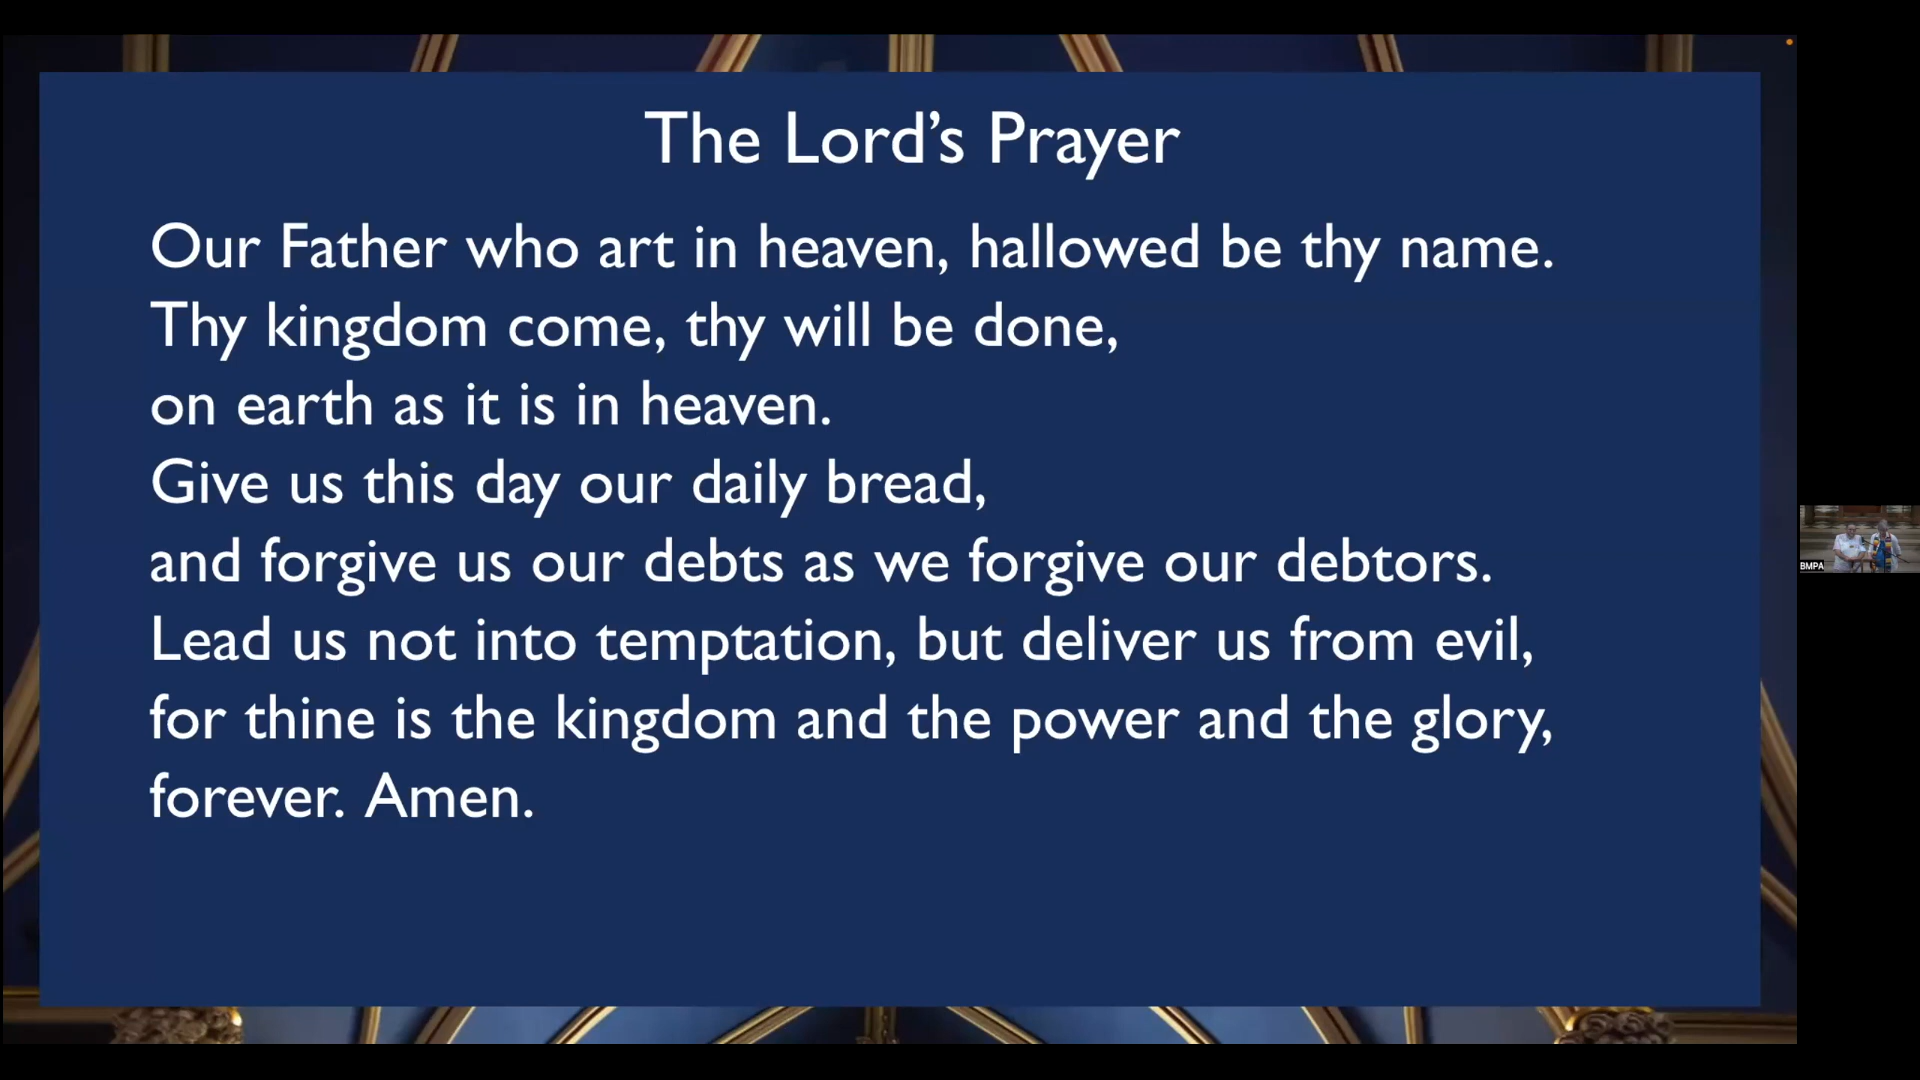 The Lord’s Prayer
Our Father who art in heaven, hallowed be thy name.
Thy kingdom come, thy will be done,
on earth as it is in heaven.
Give us this day our daily bread,
and forgive us our debts as we forgive our debtors.
Lead us not into temptation, but deliver us from evil,
for thine is the kingdom and the power and the glory,
forever. Amen.
BMPA